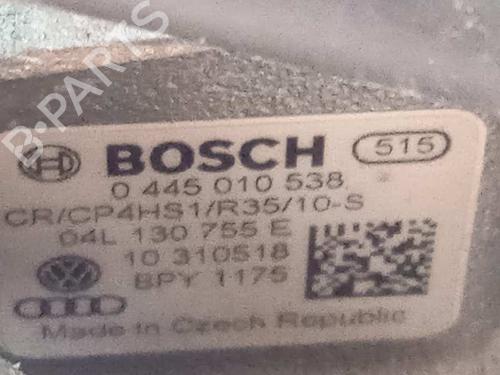 B-PARTS
BOSCH 515
0 445 010 538
CR/CP4HS1/R35/10-S
04L 130 755 E
10 310518
BPY 1175
Made in Czech Republic